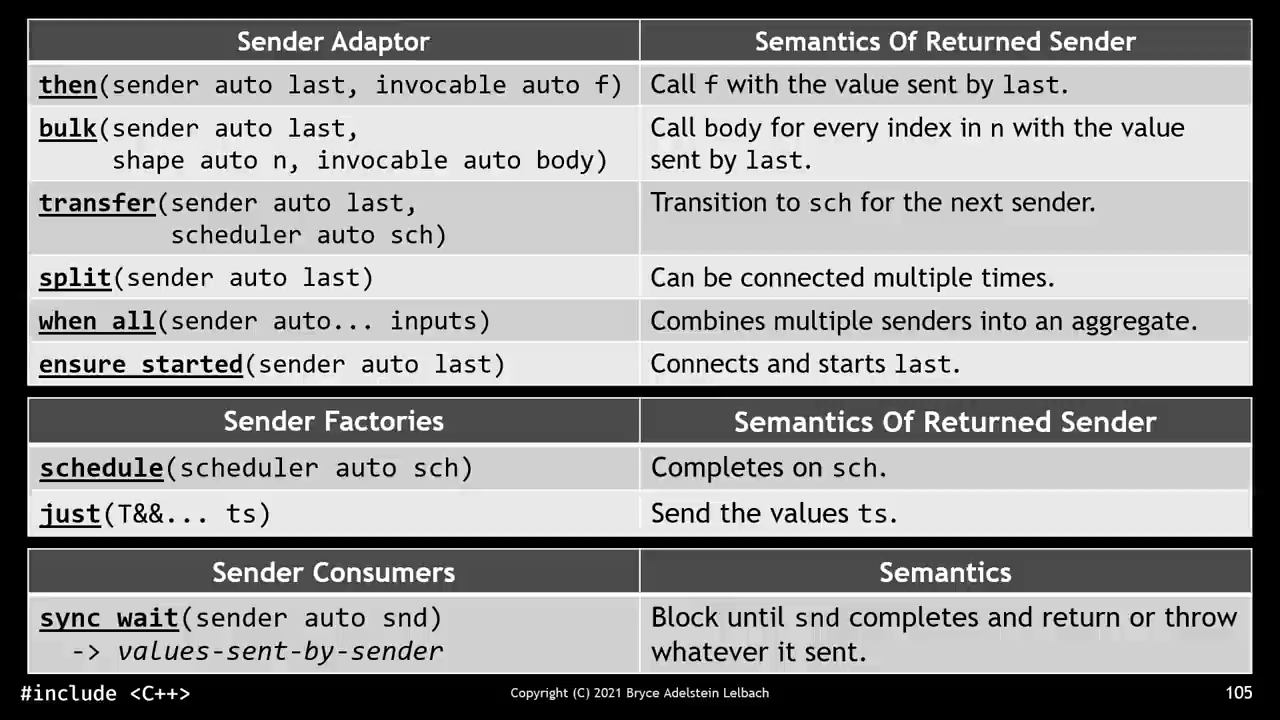 Sender Adaptor
Semantics Of Returned Sender
then(sender auto last, invocable auto f)
Call f with the value sent by last.
bulk(sender auto last,
shape auto n, invocable auto body)
Call body for every index in n with the value
sent by last.
transfer(sender auto last,
scheduler auto sch)
Transition to sch for the next sender.
split(sender auto last)
Can be connected multiple times.
when_all(sender auto... inputs)
Combines multiple senders into an aggregate.
ensure_started(sender auto last)
Connects and starts last.
Sender Factories
Semantics Of Returned Sender
schedule(scheduler auto sch)
Completes on sch.
just(T&&... ts)
Send the values ts.
Sender Consumers
Semantics
sync_wait(sender auto snd)
-> values-sent-by-sender
Block until snd completes and return or throw
whatever it sent.
#include <C++>
Copyright (C) 2021 Bryce Adelstein Lelbach
105